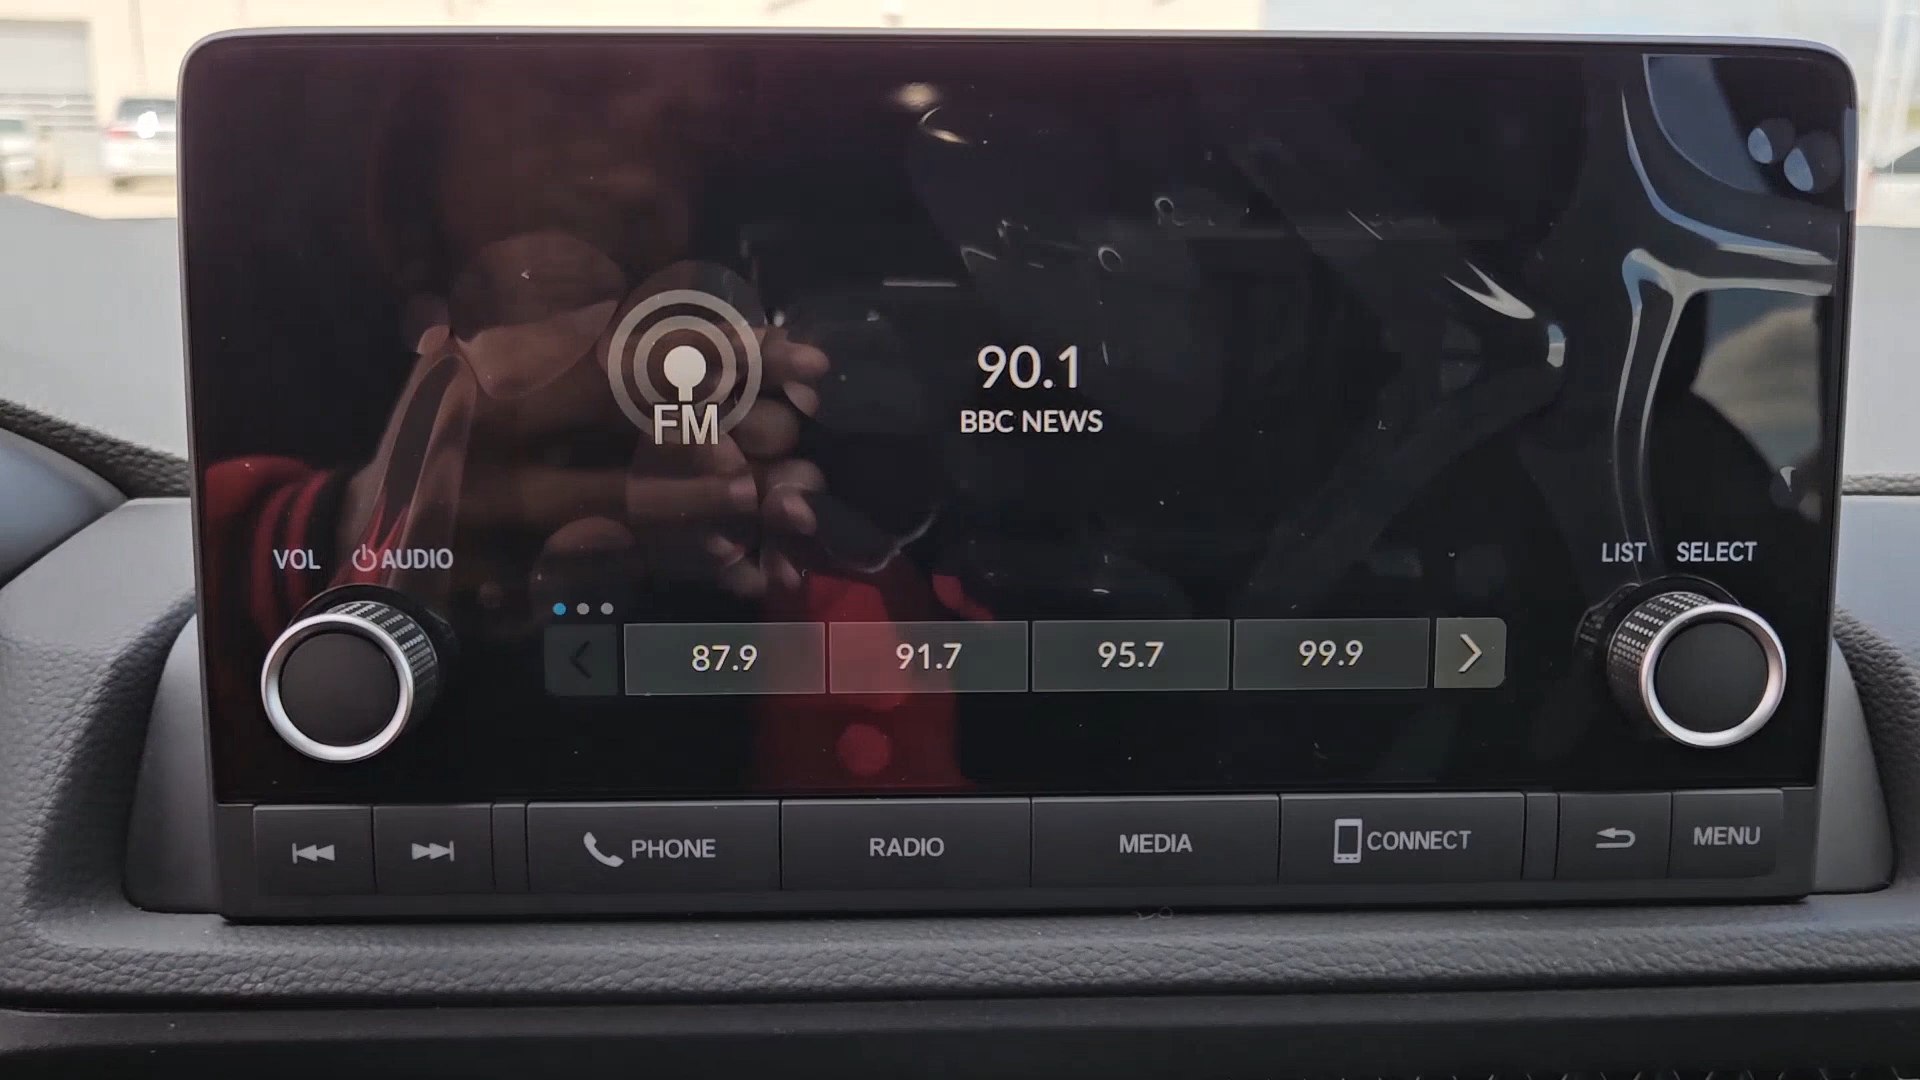 FM
90.1
BBC NEWS
VOL ⏻AUDIO
LIST SELECT
87.9 91.7 95.7 99.9
PHONE RADIO MEDIA CONNECT MENU